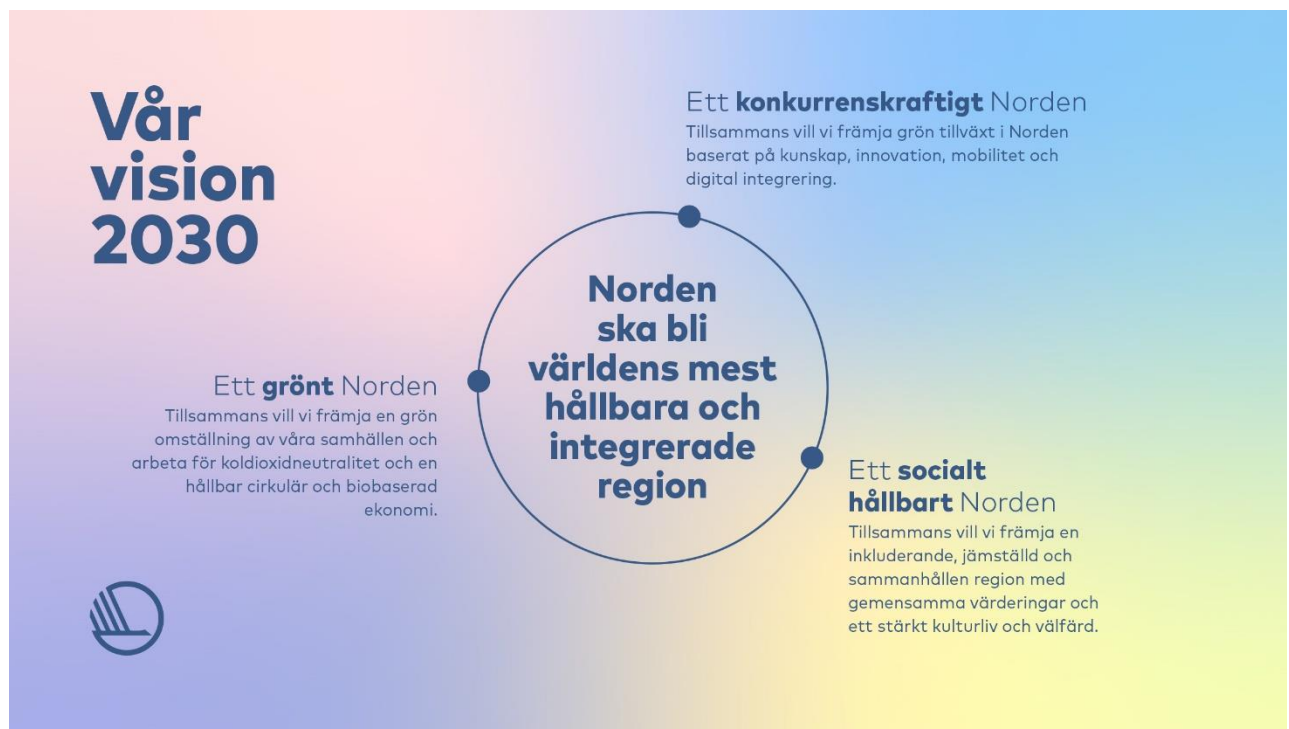 Vår
vision
2030
Ett konkurrenskraftigt Norden
Tillsammans vill vi främja grön tillväxt i Norden
baserat på kunskap, innovation, mobilitet och
digital integrering.
Norden
ska bli
världens mest
hållbara och
integrerade
region
Ett grönt Norden
Tillsammans vill vi främja en grön
omställning av våra samhällen och
arbeta för koldioxidneutralitet och en
hållbar cirkulär och biobaserad
ekonomi.
Ett socialt
hållbart Norden
Tillsammans vill vi främja en
inkluderande, jämställd och
sammanhållen region med
gemensamma värderingar och
ett stärkt kulturliv och välfärd.